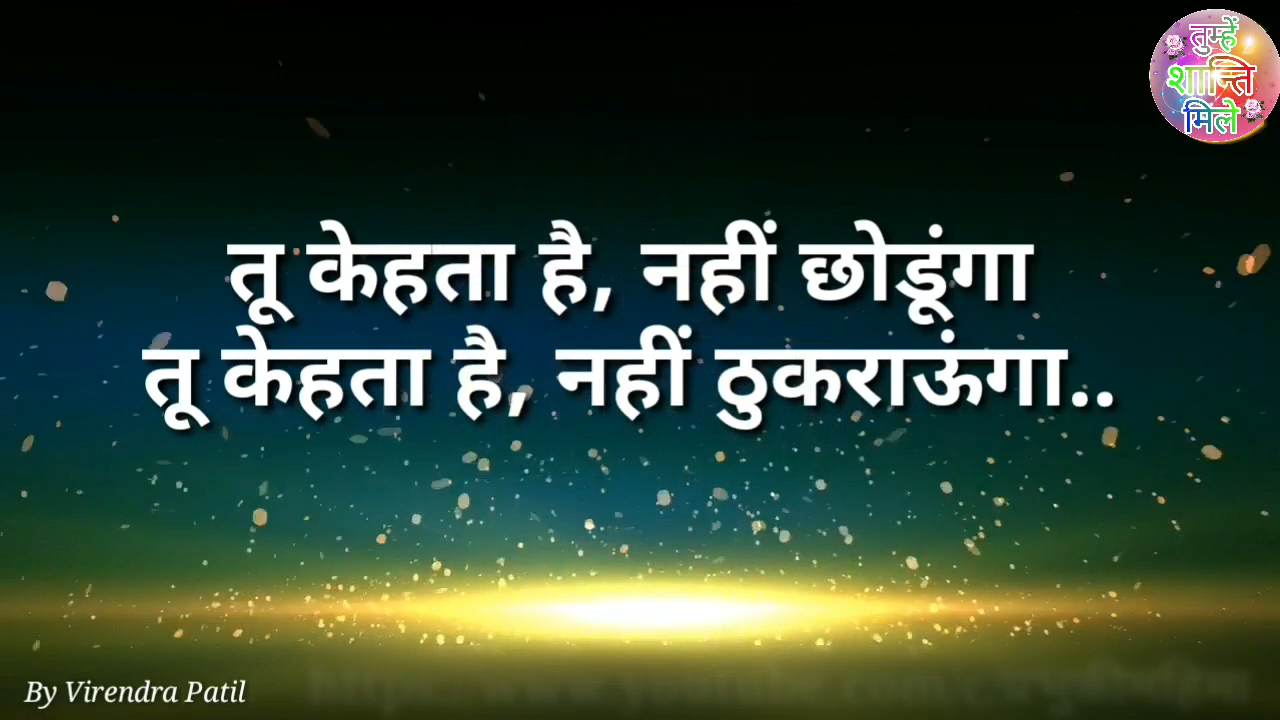 तुम्हें
शान्ति
मिले
तू केहता है, नहीं छोडूंगा
तू केहता है, नहीं ठुकराऊंगा..
By Virendra Patil